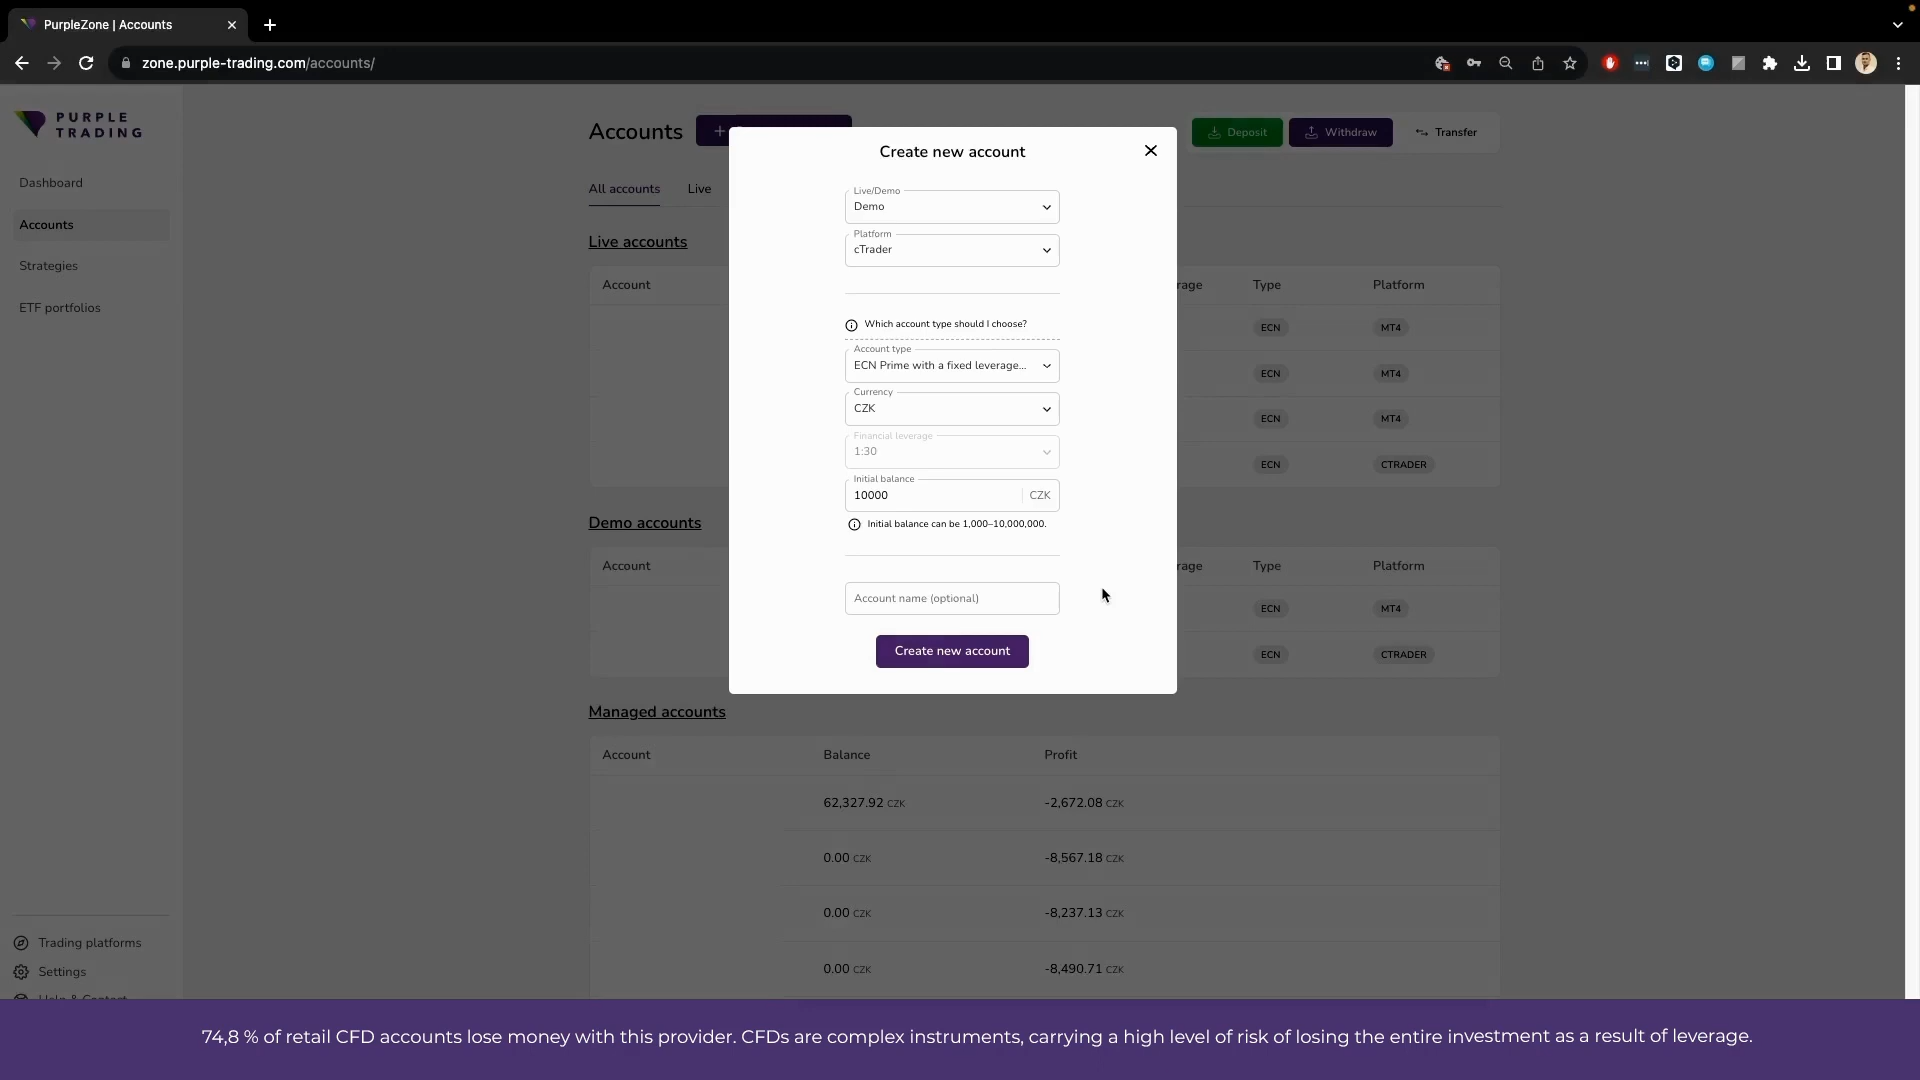 PurpleZone | Accounts
zone.purple-trading.com/accounts/
PURPLE
TRADING
Dashboard
Accounts
Strategies
ETF portfolios
Trading platforms
Settings
Help & Contact
Accounts
Deposit
Withdraw
Transfer
All accounts
Live
Live accounts
Account
rage
Type
Platform
ECN
MT4
ECN
MT4
ECN
MT4
ECN
CTRADER
Demo accounts
Account
rage
Type
Platform
ECN
MT4
ECN
CTRADER
Managed accounts
Account
Balance
Profit
62,327.92 CZK
-2,672.08 CZK
0.00 CZK
-8,567.18 CZK
0.00 CZK
-8,237.13 CZK
0.00 CZK
-8,490.71 CZK
Create new account
Live/Demo
Demo
Platform
cTrader
Which account type should I choose?
Account type
ECN Prime with a fixed leverage...
Currency
CZK
Financial leverage
1:30
Initial balance
10000
CZK
Initial balance can be 1,000–10,000,000.
Account name (optional)
Create new account
74,8 % of retail CFD accounts lose money with this provider. CFDs are complex instruments, carrying a high level of risk of losing the entire investment as a result of leverage.